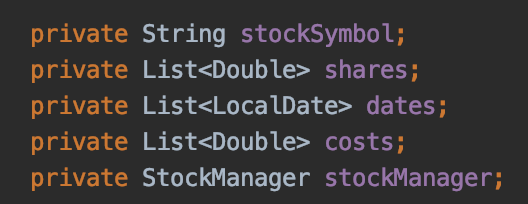 private String stockSymbol;
private List<Double> shares;
private List<LocalDate> dates;
private List<Double> costs;
private StockManager stockManager;